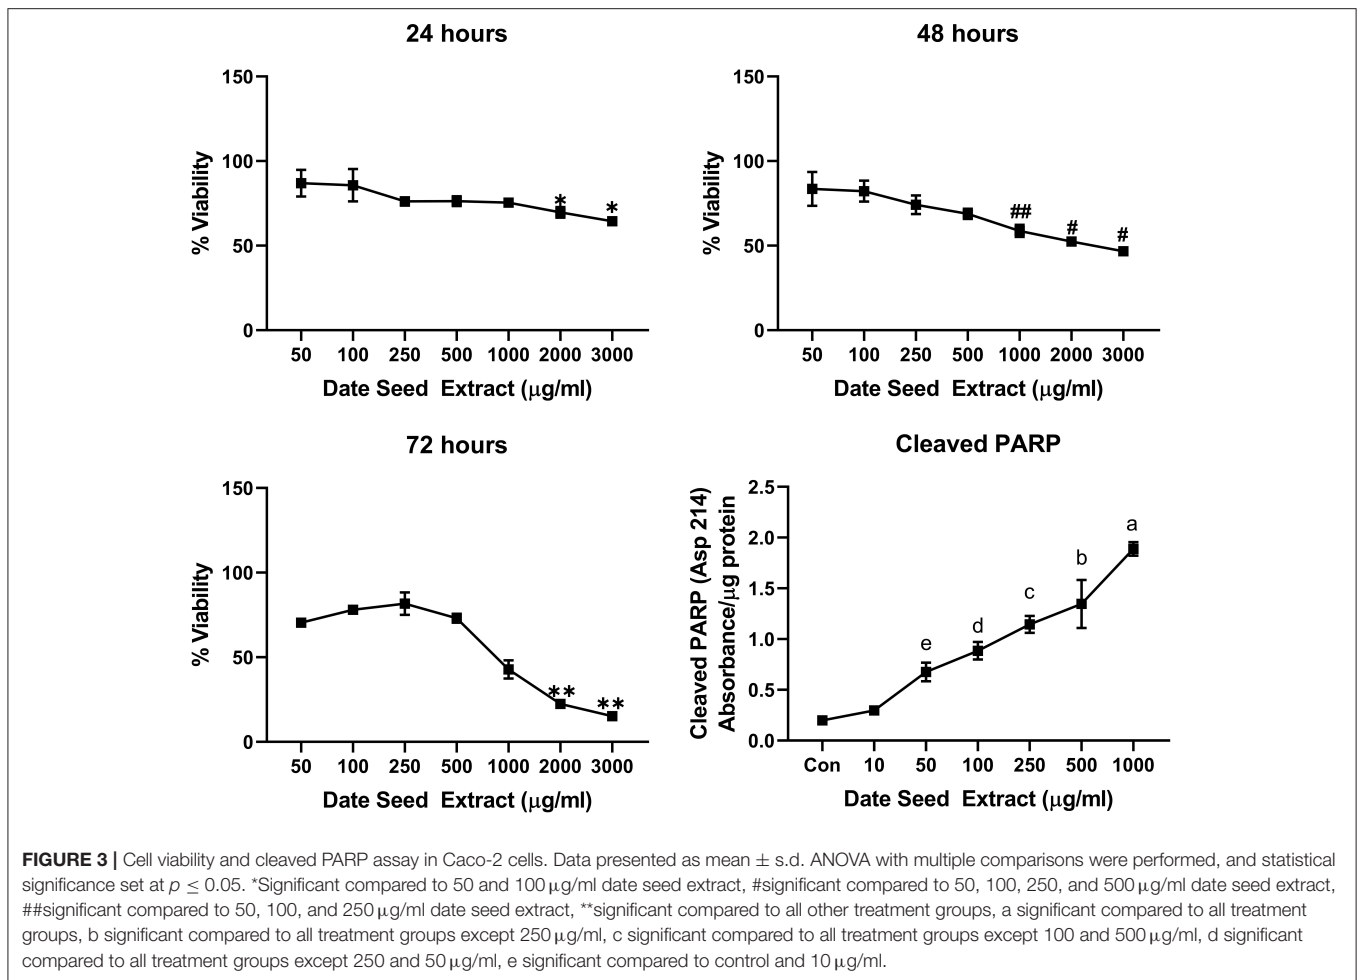 24 hours
150
100
50
0
% Viability
*
*
50 100 250 500 1000 2000 3000
Date Seed Extract (μg/ml)
48 hours
150
100
50
0
% Viability
##
#
#
50 100 250 500 1000 2000 3000
Date Seed Extract (μg/ml)
72 hours
150
100
50
0
% Viability
**
**
50 100 250 500 1000 2000 3000
Date Seed Extract (μg/ml)
Cleaved PARP
2.5
2.0
1.5
1.0
0.5
0.0
Cleaved PARP (Asp 214)
Absorbance/μg protein
e
d
c
b
a
Con 10 50 100 250 500 1000
Date Seed Extract (μg/ml)
FIGURE 3 | Cell viability and cleaved PARP assay in Caco-2 cells. Data presented as mean ± s.d. ANOVA with multiple comparisons were performed, and statistical
significance set at p ≤ 0.05. *Significant compared to 50 and 100 μg/ml date seed extract, #significant compared to 50, 100, 250, and 500 μg/ml date seed extract,
##significant compared to 50, 100, and 250 μg/ml date seed extract, **significant compared to all other treatment groups, a significant compared to all treatment
groups, b significant compared to all treatment groups except 250 μg/ml, c significant compared to all treatment groups except 100 and 500 μg/ml, d significant
compared to all treatment groups except 250 and 50 μg/ml, e significant compared to control and 10 μg/ml.